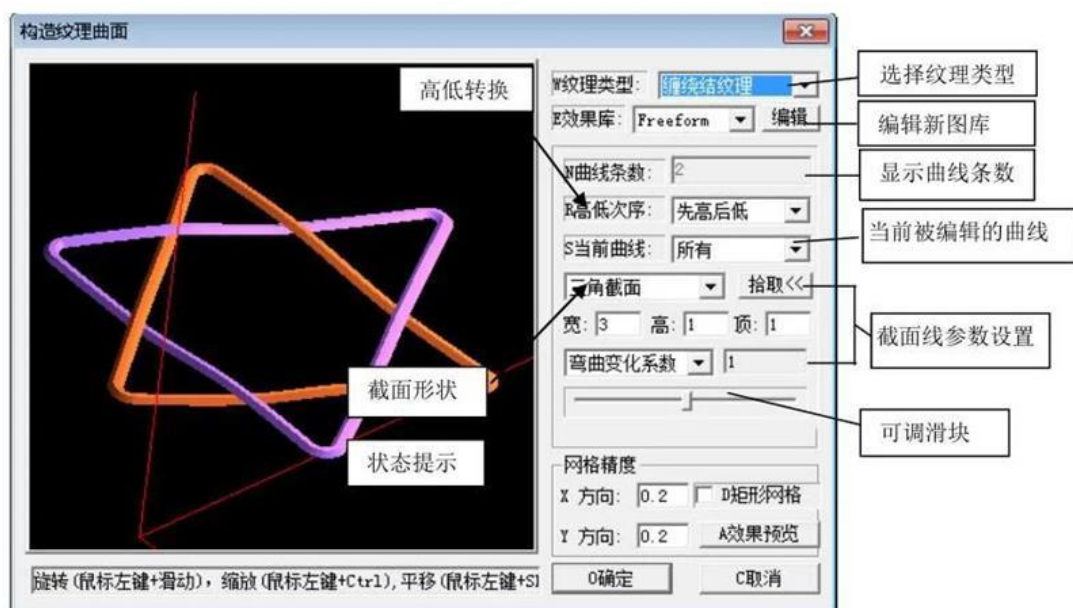 构造纹理曲面
高低转换
W纹理类型: 缠绕结纹理
选择纹理类型
E效果库: Freeform 编辑
编辑新图库
N曲线条数: 2
显示曲线条数
R高低次序: 先高后低
S当前曲线: 所有
当前被编辑的曲线
三角截面 拾取<<
宽: 3 高: 1 顶: 1
截面线参数设置
弯曲变化系数 1
截面形状
可调滑块
状态提示
网格精度
X 方向: 0.2 D矩形网格
Y 方向: 0.2 A效果预览
旋转(鼠标左键+滑动), 缩放(鼠标左键+Ctrl), 平移(鼠标左键+SI
O确定 C取消